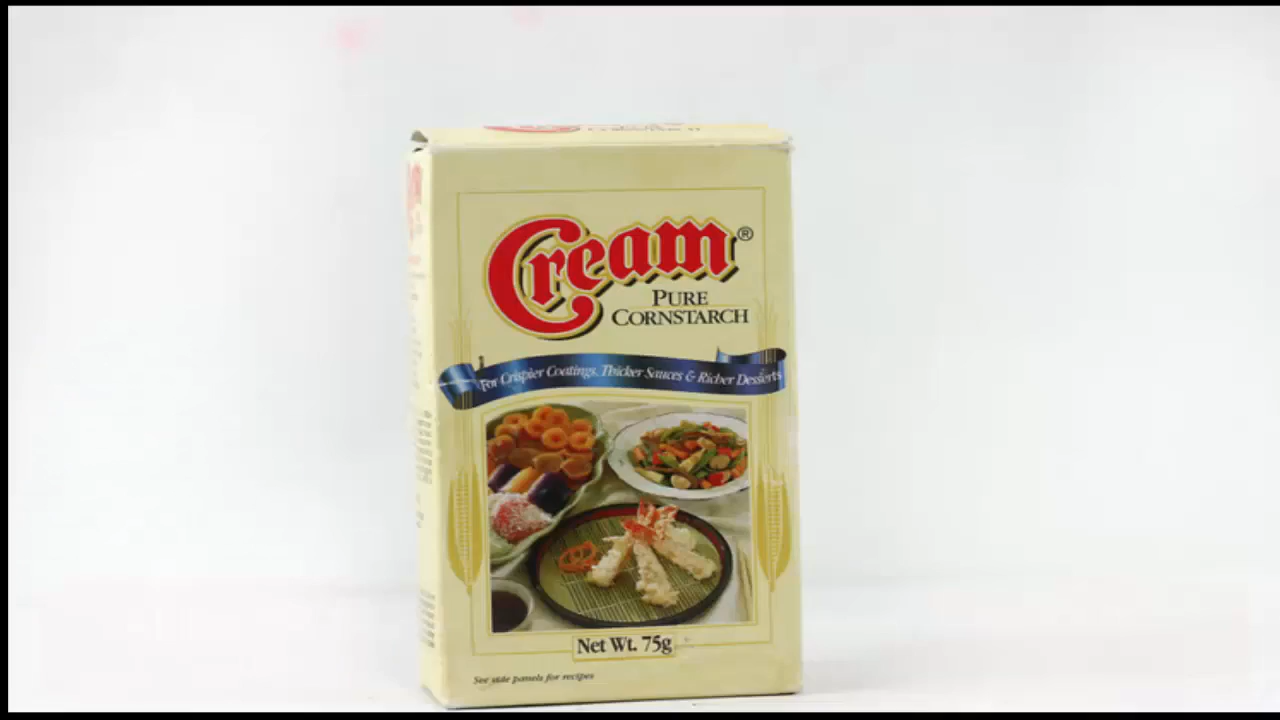 Cream®
PURE
CORNSTARCH
For Crispier Coatings, Thicker Sauces & Richer Desserts
Net Wt. 75g
See side panels for recipes